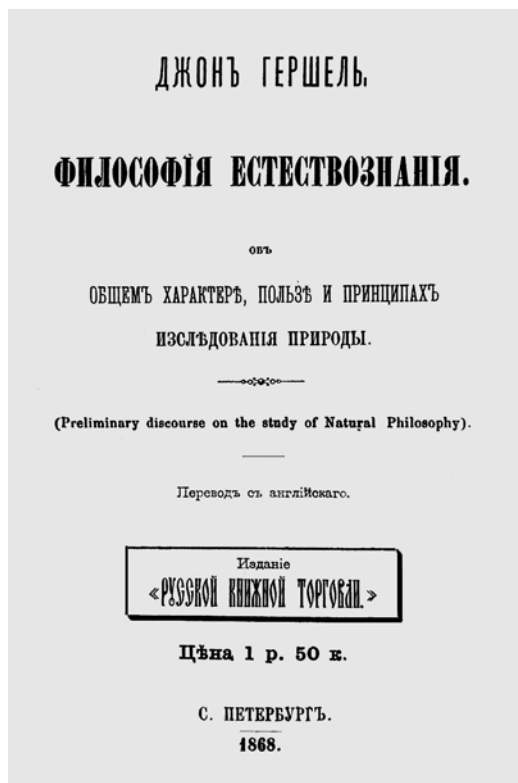 ДЖОНЪ ГЕРШЕЛЬ.
ФИЛОСОФІЯ ЕСТЕСТВОЗНАНІЯ.
ОБЪ
ОБЩЕМЪ ХАРАКТЕРѢ, ПОЛЬЗѢ И ПРИНЦИПАХЪ
ИЗСЛѢДОВАНІЯ ПРИРОДЫ.
(Preliminary discourse on the study of Natural Philosophy).
Переводъ съ англійскаго.
Изданіе
«РУССКОЙ КНИЖНОЙ ТОРГОВЛИ.»
Цѣна 1 р. 50 к.
С. ПЕТЕРБУРГЪ.
1868.